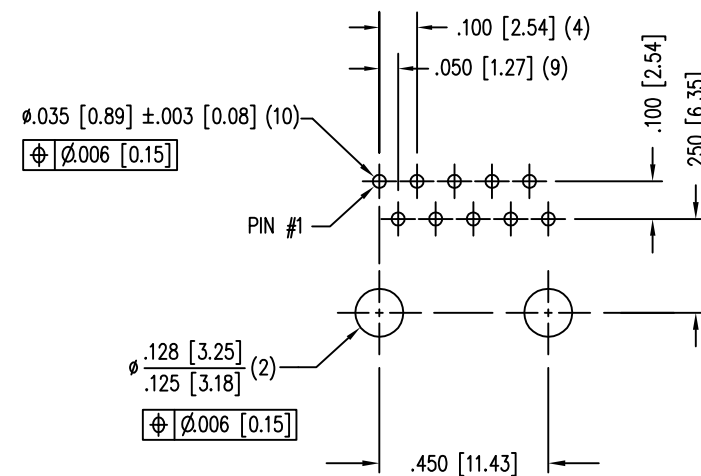 .100 [2.54] (4)
.050 [1.27] (9)
ø.035 [0.89] ±.003 [0.08] (10)
⌖ Ø.006 [0.15]
.100 [2.54]
.250 [6.35]
PIN #1
ø .128 [3.25]
.125 [3.18] (2)
⌖ Ø.006 [0.15]
.450 [11.43]